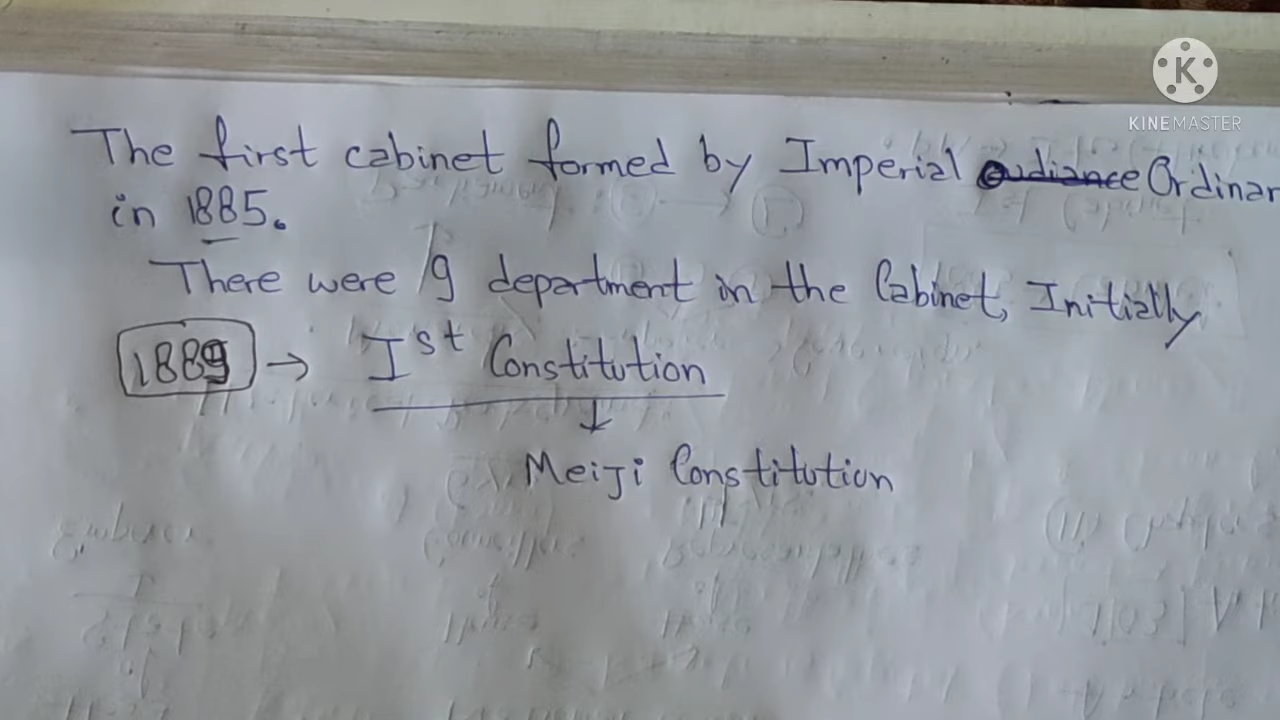 The first cabinet formed by Imperial Ordinar
in 1885.
There were 9 department in the Cabinet, Initially
1889 → Ist Constitution
↓
Meiji Constitution
K
KINEMASTER